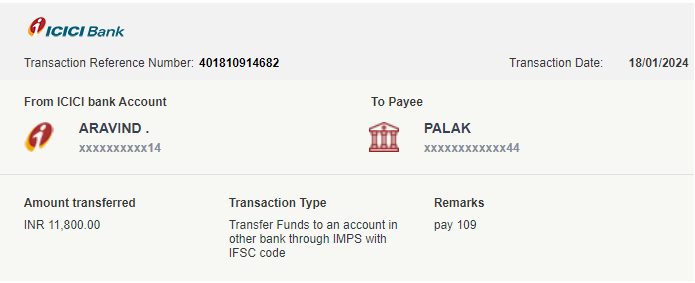 ICICI Bank
Transaction Reference Number: 401810914682 Transaction Date: 18/01/2024
From ICICI bank Account To Payee
ARAVIND . PALAK
xxxxxxxxxx14 xxxxxxxxxxxx44
Amount transferred Transaction Type Remarks
INR 11,800.00 Transfer Funds to an account in pay 109
other bank through IMPS with
IFSC code